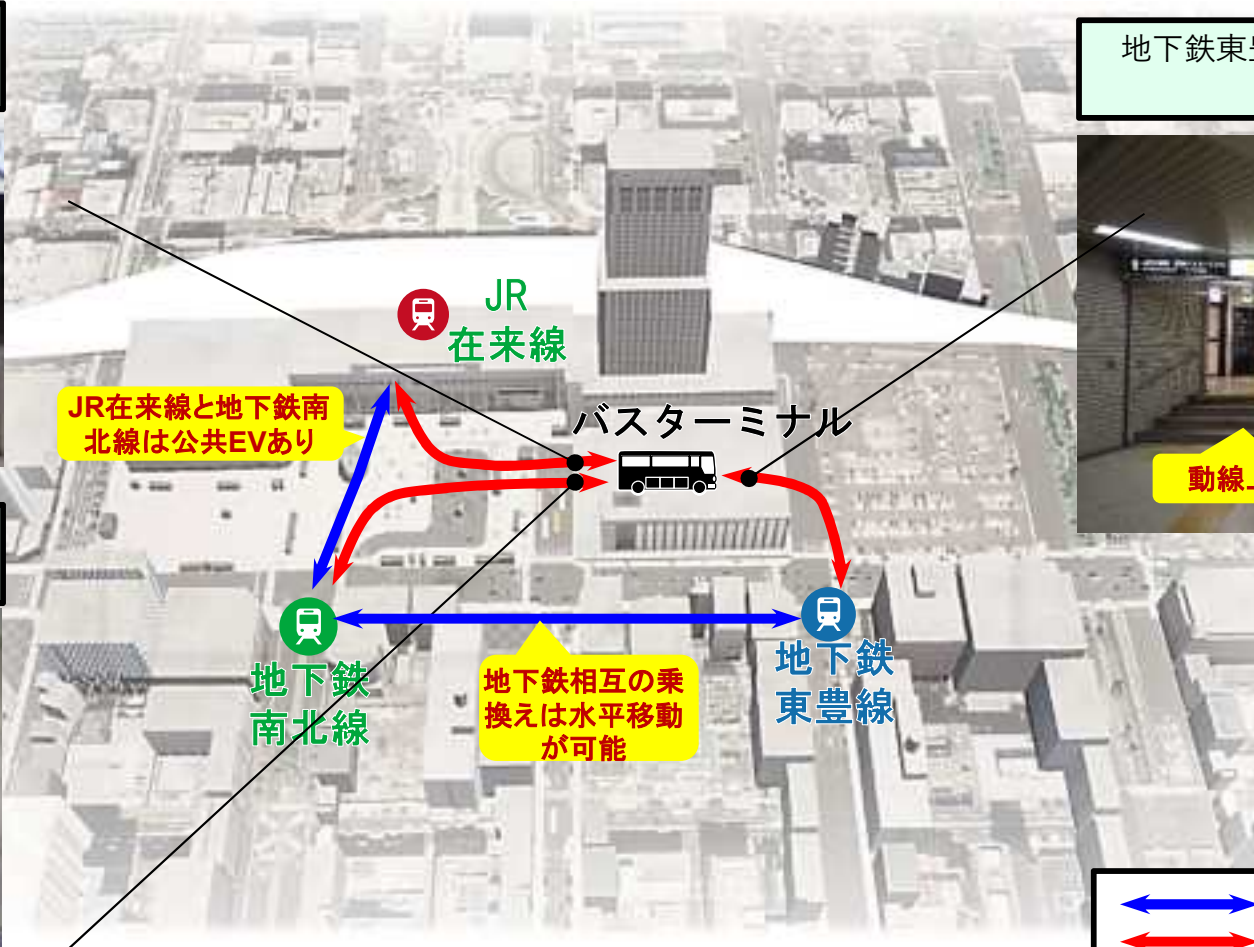 地下鉄東
JR
在来線
JR在来線と地下鉄南
北線は公共EVあり
バスターミナル
動線
地下鉄
南北線
地下鉄相互の乗
換えは水平移動
が可能
地下鉄
東豊線